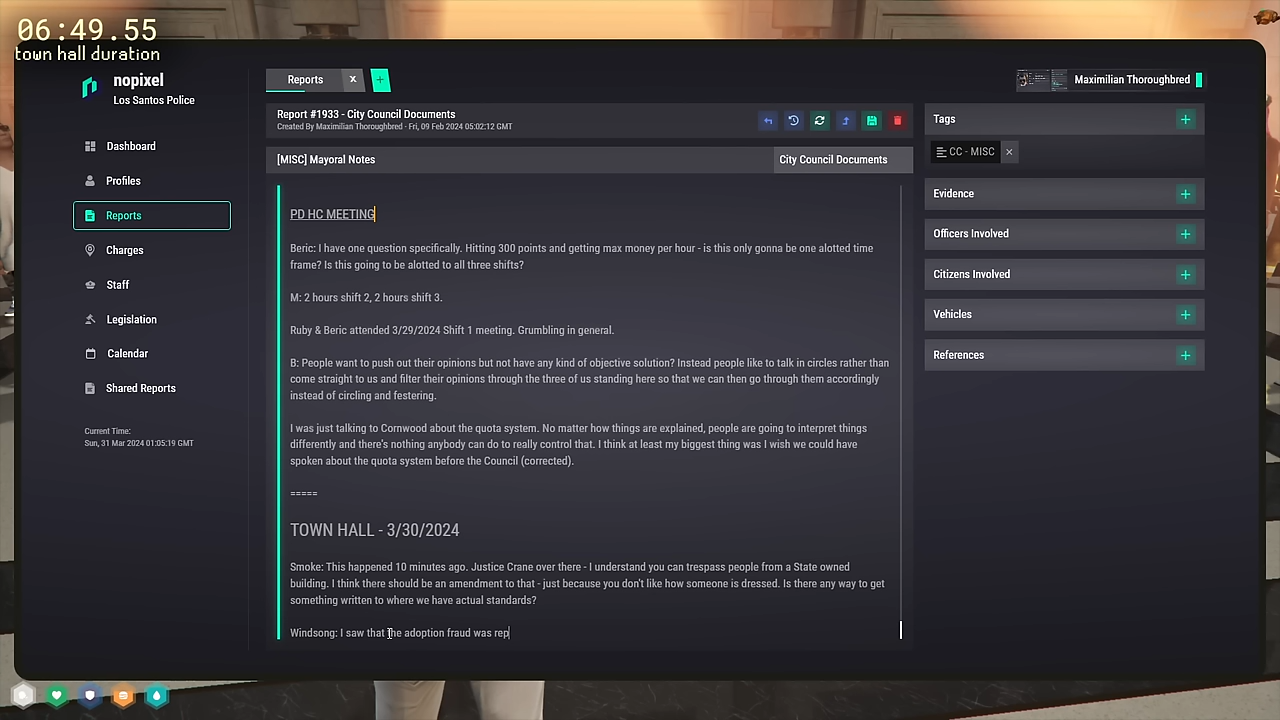 06:49.55
town hall duration
nopixel
Los Santos Police
Dashboard
Profiles
Reports
Charges
Staff
Legislation
Calendar
Shared Reports
Current Time:
Sun, 31 Mar 2024 01:05:19 GMT
Reports x +
Report #1933 - City Council Documents
Created By Maximilian Thoroughbred · Fri, 09 Feb 2024 05:02:12 GMT
[MISC] Mayoral Notes
City Council Documents
PD HC MEETING
Beric: I have one question specifically. Hitting 300 points and getting max money per hour - is this only gonna be one alotted time
frame? Is this going to be alotted to all three shifts?
M: 2 hours shift 2, 2 hours shift 3.
Ruby & Beric attended 3/29/2024 Shift 1 meeting. Grumbling in general.
B: People want to push out their opinions but not have any kind of objective solution? Instead people like to talk in circles rather than
come straight to us and filter their opinions through the three of us standing here so that we can then go through them accordingly
instead of circling and festering.
I was just talking to Cornwood about the quota system. No matter how things are explained, people are going to interpret things
differently and there's nothing anybody can do to really control that. I think at least my biggest thing was I wish we could have
spoken about the quota system before the Council (corrected).
=====
TOWN HALL - 3/30/2024
Smoke: This happened 10 minutes ago. Justice Crane over there - I understand you can trespass people from a State owned
building. I think there should be an amendment to that - just because you don't like how someone is dressed. Is there any way to get
something written to where we have actual standards?
Windsong: I saw that the adoption fraud was rep
Maximilian Thoroughbred
Tags +
CC - MISC x
Evidence +
Officers Involved +
Citizens Involved +
Vehicles +
References +